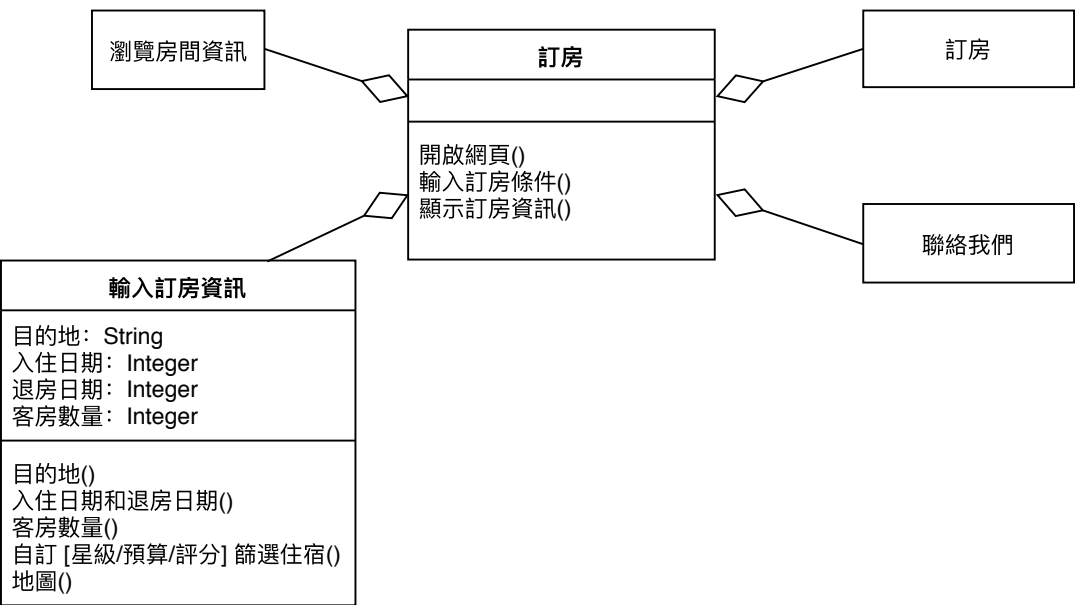 瀏覽房間資訊
訂房
開啟網頁()
輸入訂房條件()
顯示訂房資訊()
訂房
聯絡我們
輸入訂房資訊
目的地：String
入住日期：Integer
退房日期：Integer
客房數量：Integer
目的地()
入住日期和退房日期()
客房數量()
自訂 [星級/預算/評分] 篩選住宿()
地圖()